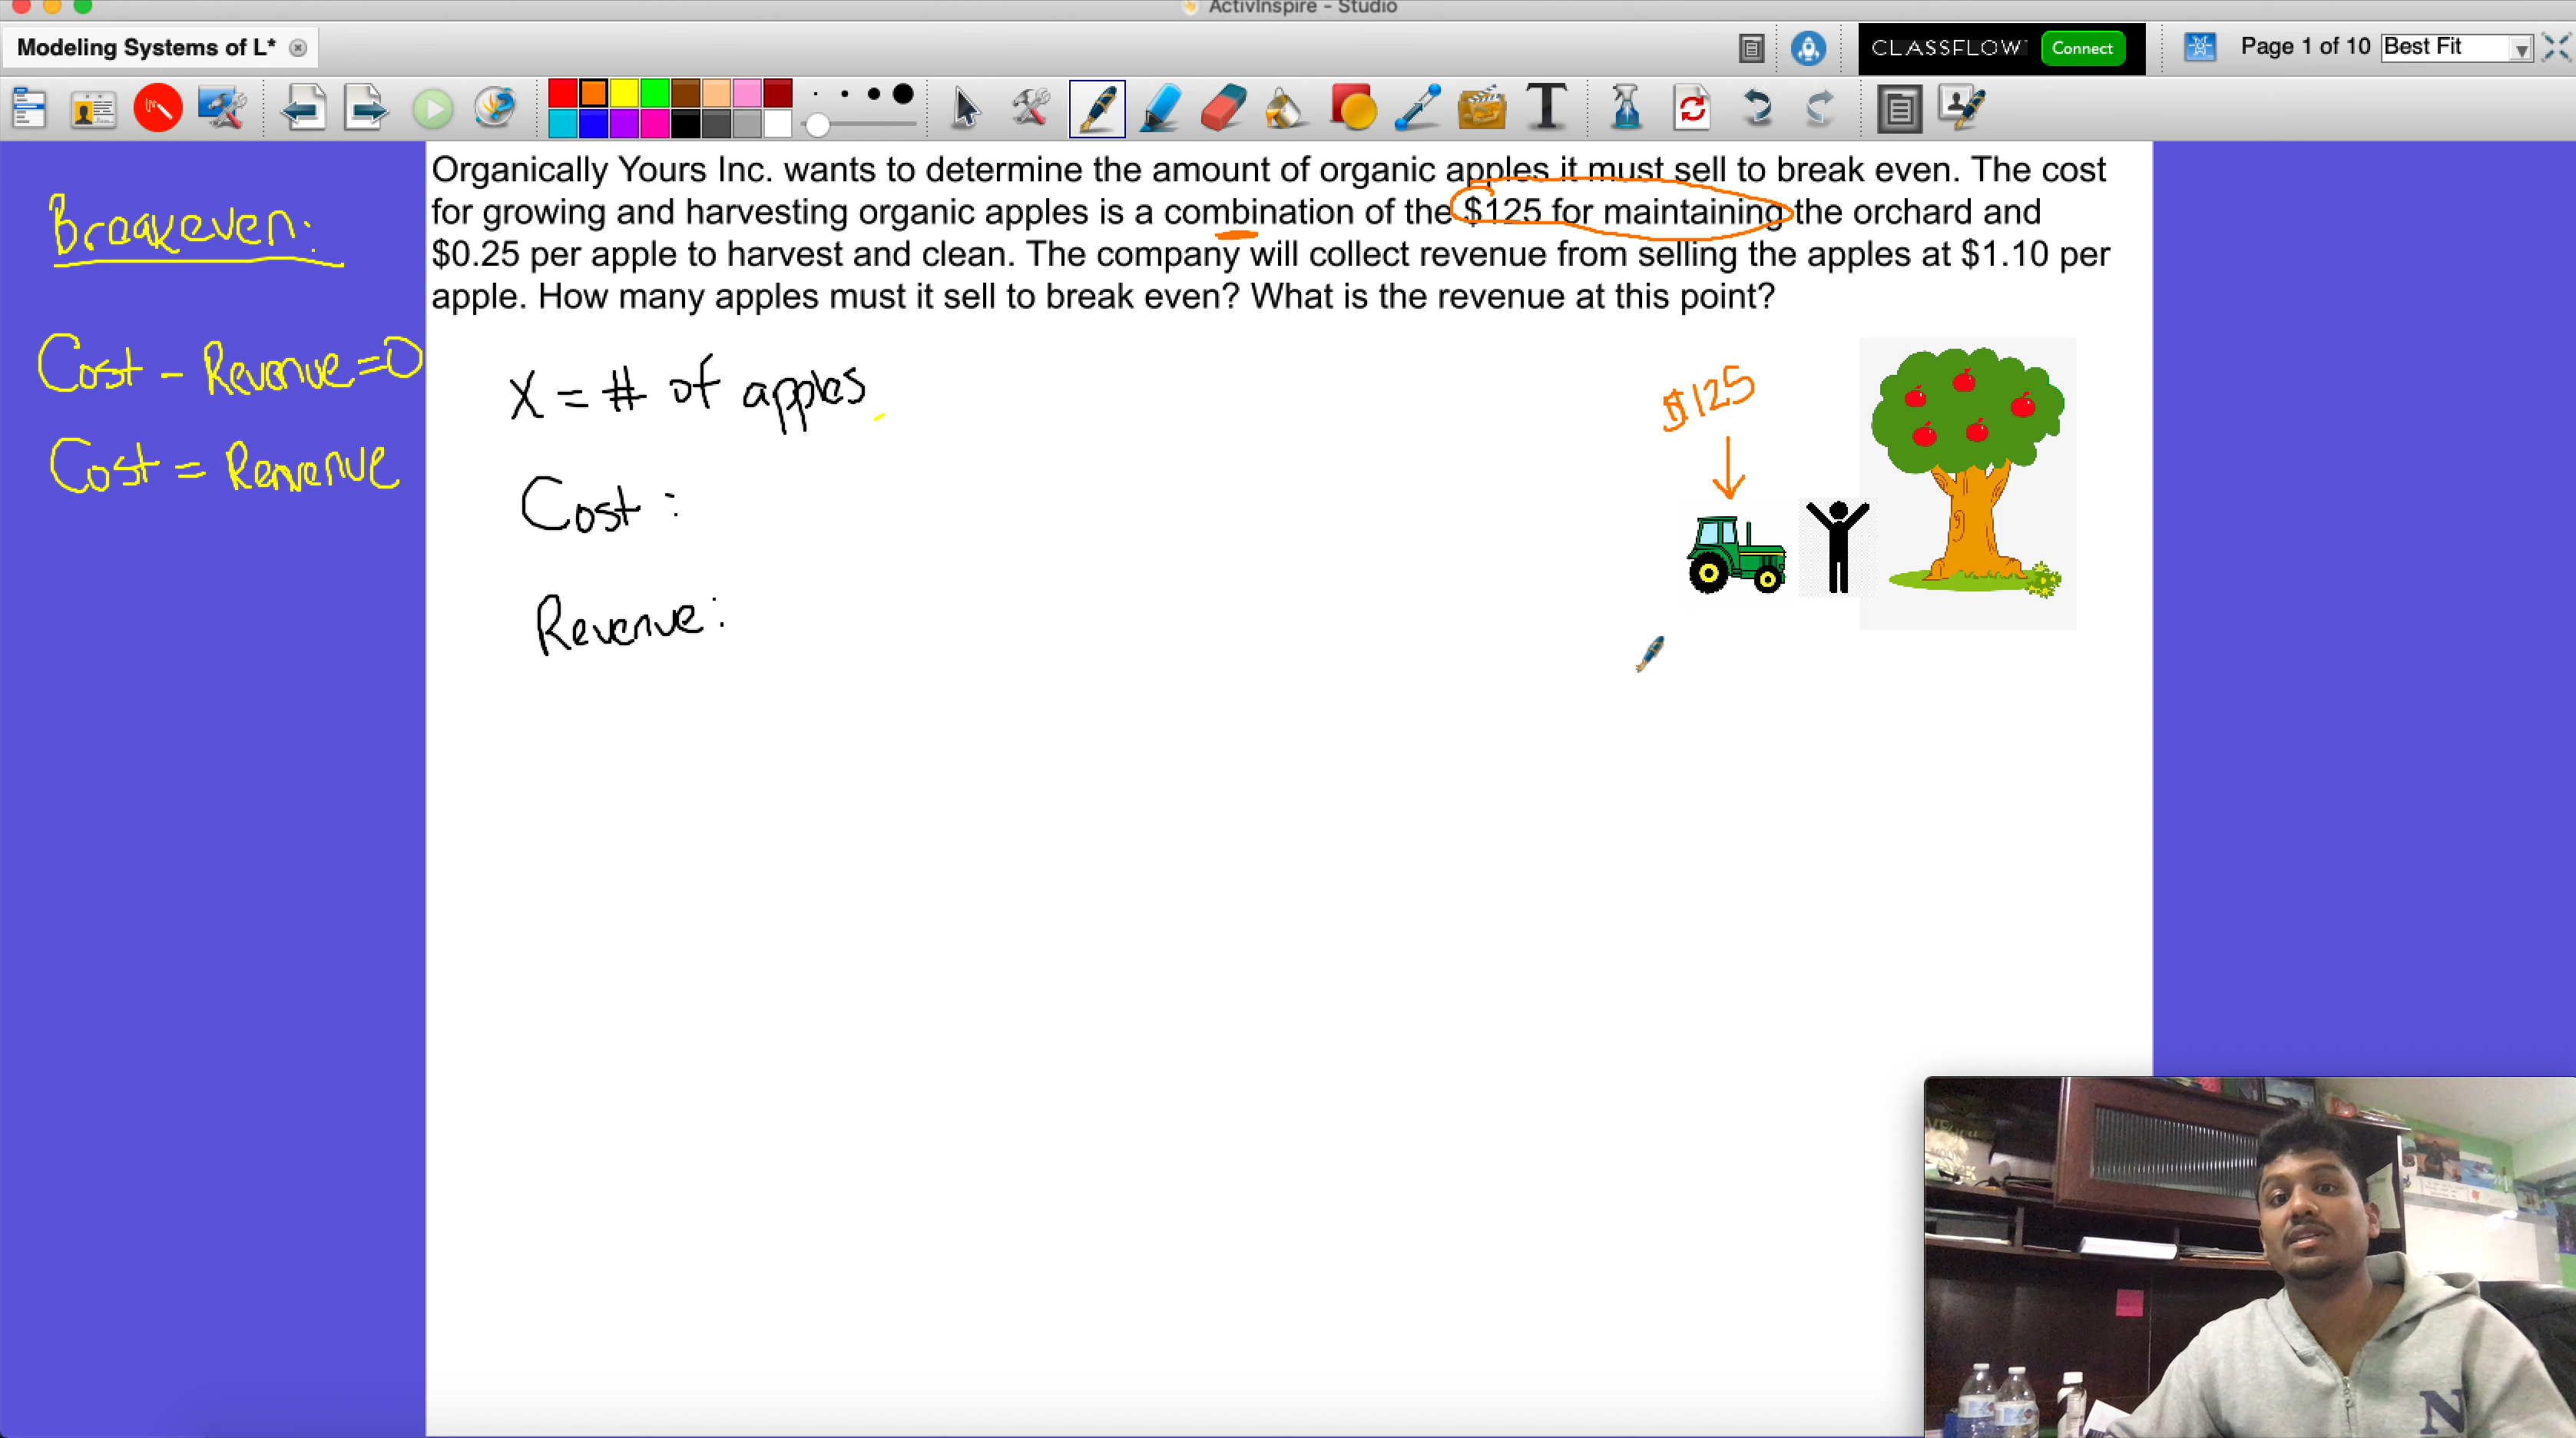 ActivInspire - Studio
Modeling Systems of L*
CLASSFLOW Connect
Page 1 of 10 Best Fit
T
Breakeven:
Cost - Revenue = 0
Cost = Revenue
Organically Yours Inc. wants to determine the amount of organic apples it must sell to break even. The cost
for growing and harvesting organic apples is a combination of the $125 for maintaining the orchard and
$0.25 per apple to harvest and clean. The company will collect revenue from selling the apples at $1.10 per
apple. How many apples must it sell to break even? What is the revenue at this point?
X = # of apples
Cost :
Revenue :
$125
N